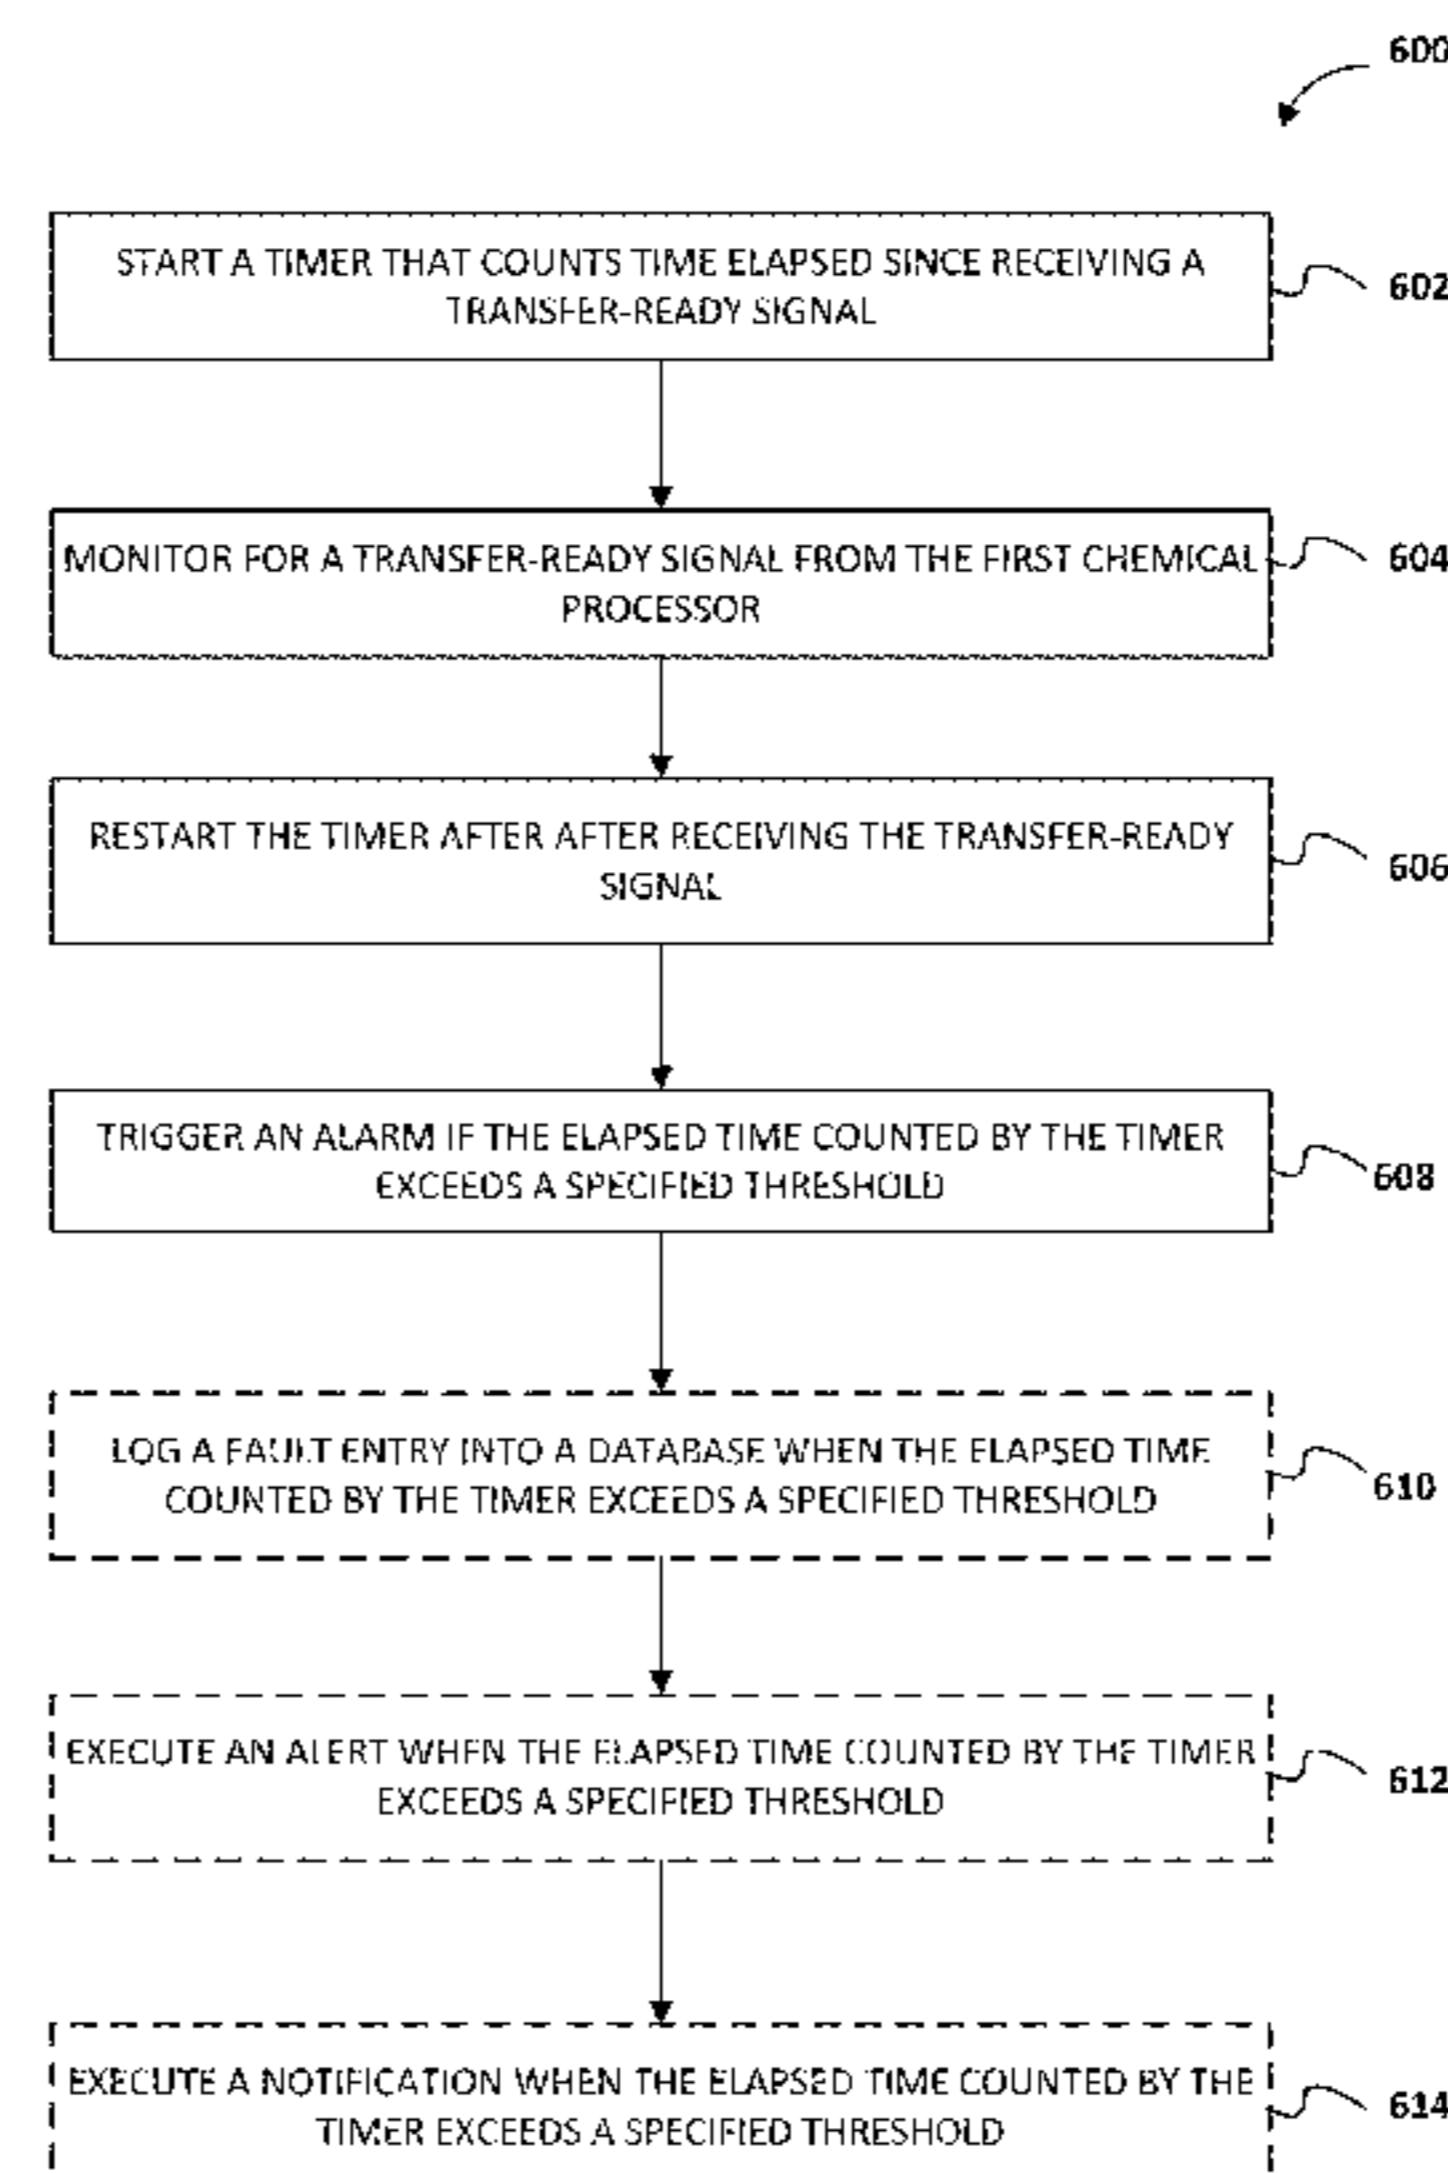 600
START A TIMER THAT COUNTS TIME ELAPSED SINCE RECEIVING A
TRANSFER-READY SIGNAL
602
MONITOR FOR A TRANSFER-READY SIGNAL FROM THE FIRST CHEMICAL
PROCESSOR
604
RESTART THE TIMER AFTER AFTER RECEIVING THE TRANSFER-READY
SIGNAL
606
TRIGGER AN ALARM IF THE ELAPSED TIME COUNTED BY THE TIMER
EXCEEDS A SPECIFIED THRESHOLD
608
LOG A FAULT ENTRY INTO A DATABASE WHEN THE ELAPSED TIME
COUNTED BY THE TIMER EXCEEDS A SPECIFIED THRESHOLD
610
EXECUTE AN ALERT WHEN THE ELAPSED TIME COUNTED BY THE TIMER
EXCEEDS A SPECIFIED THRESHOLD
612
EXECUTE A NOTIFICATION WHEN THE ELAPSED TIME COUNTED BY THE
TIMER EXCEEDS A SPECIFIED THRESHOLD
614